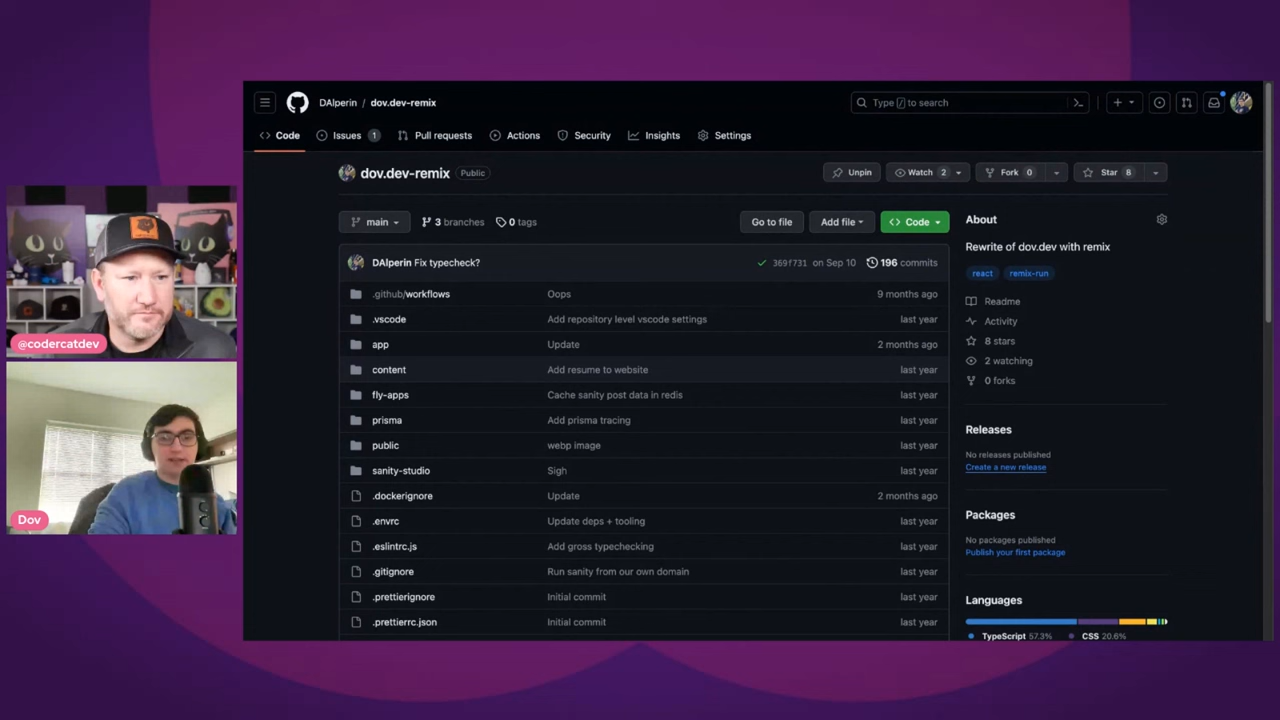 DAlperin / dov.dev-remix
Type / to search
Code
Issues 1
Pull requests
Actions
Security
Insights
Settings
dov.dev-remix Public
Unpin
Watch 2
Fork 0
Star 8
main
3 branches
0 tags
Go to file
Add file
Code
DAlperin Fix typecheck?
369f731 on Sep 10
196 commits
.github/workflows Oops 9 months ago
.vscode Add repository level vscode settings last year
app Update 2 months ago
content Add resume to website last year
fly-apps Cache sanity post data in redis last year
prisma Add prisma tracing last year
public webp image last year
sanity-studio Sigh last year
.dockerignore Update 2 months ago
.envrc Update deps + tooling last year
.eslintrc.js Add gross typechecking last year
.gitignore Run sanity from our own domain last year
.prettierignore Initial commit last year
.prettierrc.json Initial commit last year
About
Rewrite of dov.dev with remix
react remix-run
Readme
Activity
8 stars
2 watching
0 forks
Releases
No releases published
Create a new release
Packages
No packages published
Publish your first package
Languages
TypeScript 57.3% CSS 20.6%
@codercatdev
Dov